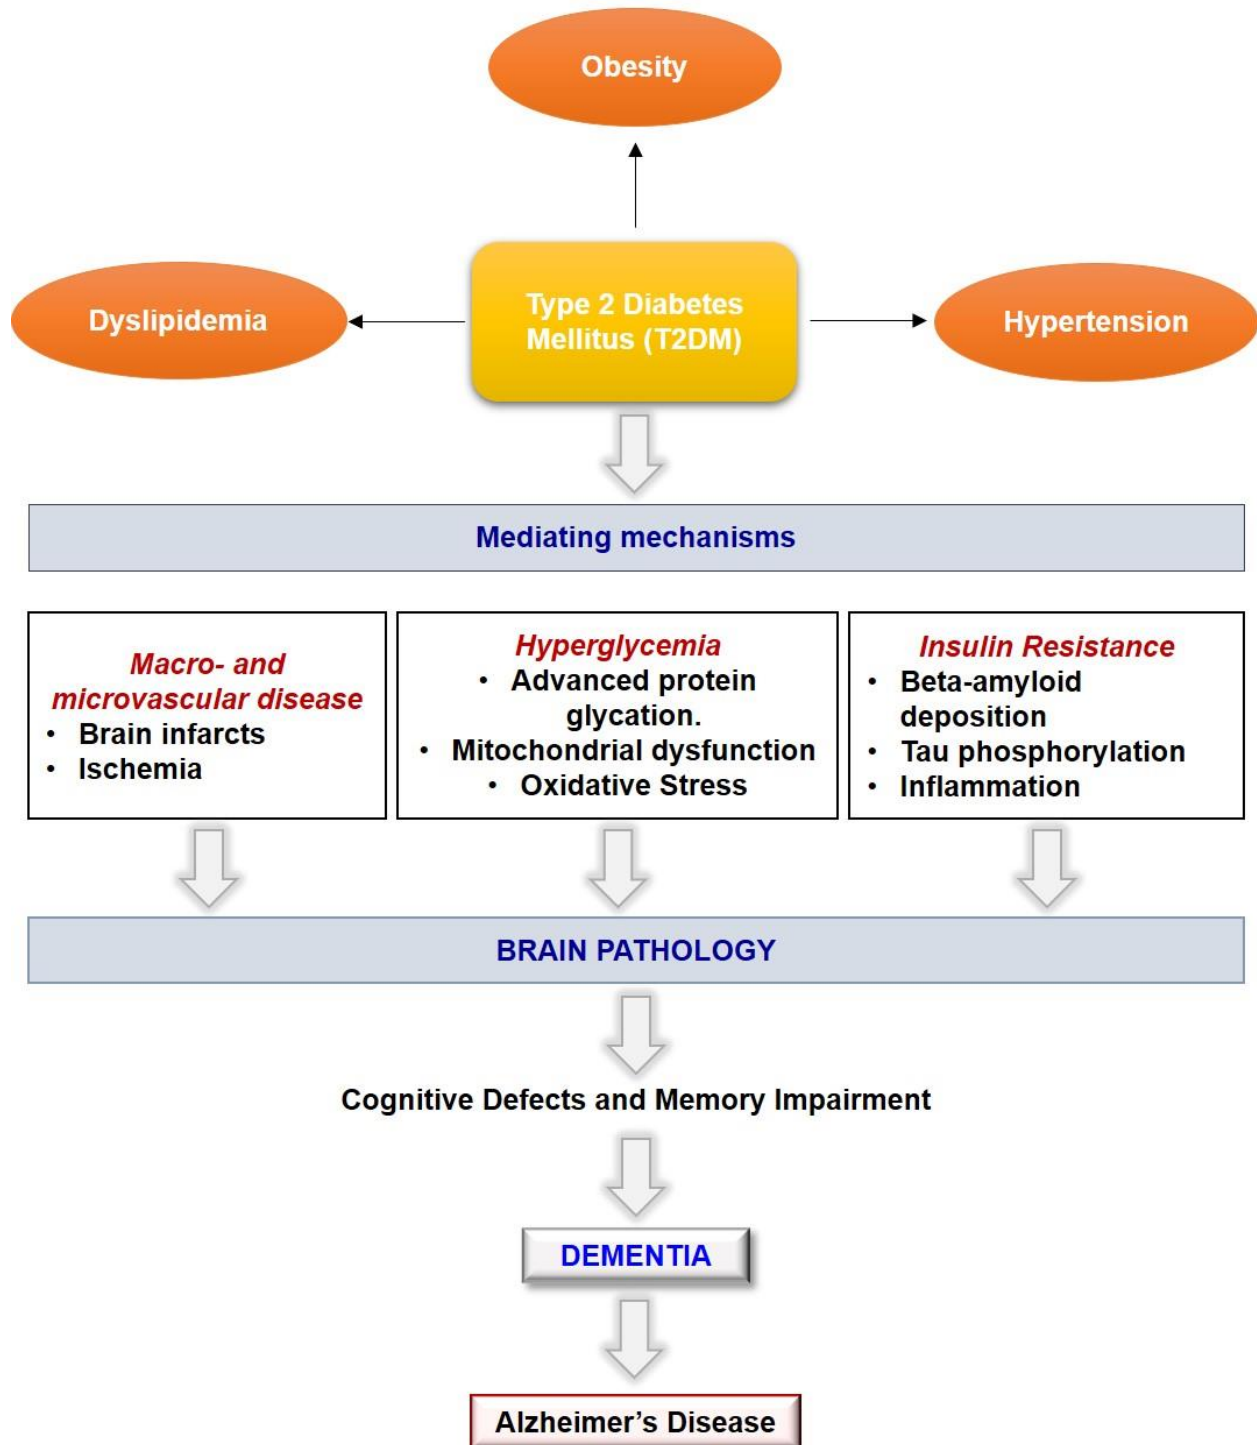 Obesity
Dyslipidemia
Type 2 Diabetes
Mellitus (T2DM)
Hypertension
Mediating mechanisms
Macro- and
microvascular disease
• Brain infarcts
• Ischemia
Hyperglycemia
• Advanced protein
glycation.
• Mitochondrial dysfunction
• Oxidative Stress
Insulin Resistance
• Beta-amyloid
deposition
• Tau phosphorylation
• Inflammation
BRAIN PATHOLOGY
Cognitive Defects and Memory Impairment
DEMENTIA
Alzheimer’s Disease